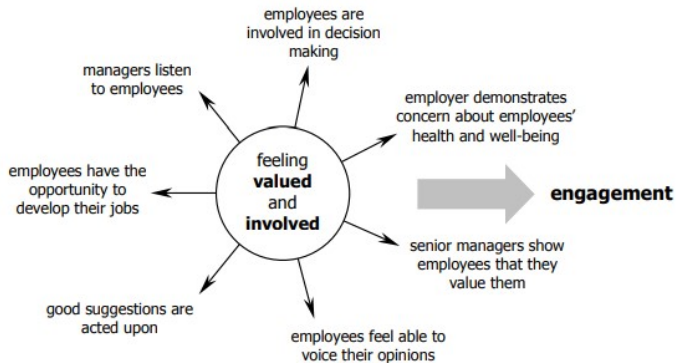 employees are
involved in decision
making
managers listen
to employees
employer demonstrates
concern about employees'
health and well-being
feeling
valued
and
involved
employees have the
opportunity to
develop their jobs
engagement
senior managers show
employees that they
value them
good suggestions are
acted upon
employees feel able to
voice their opinions